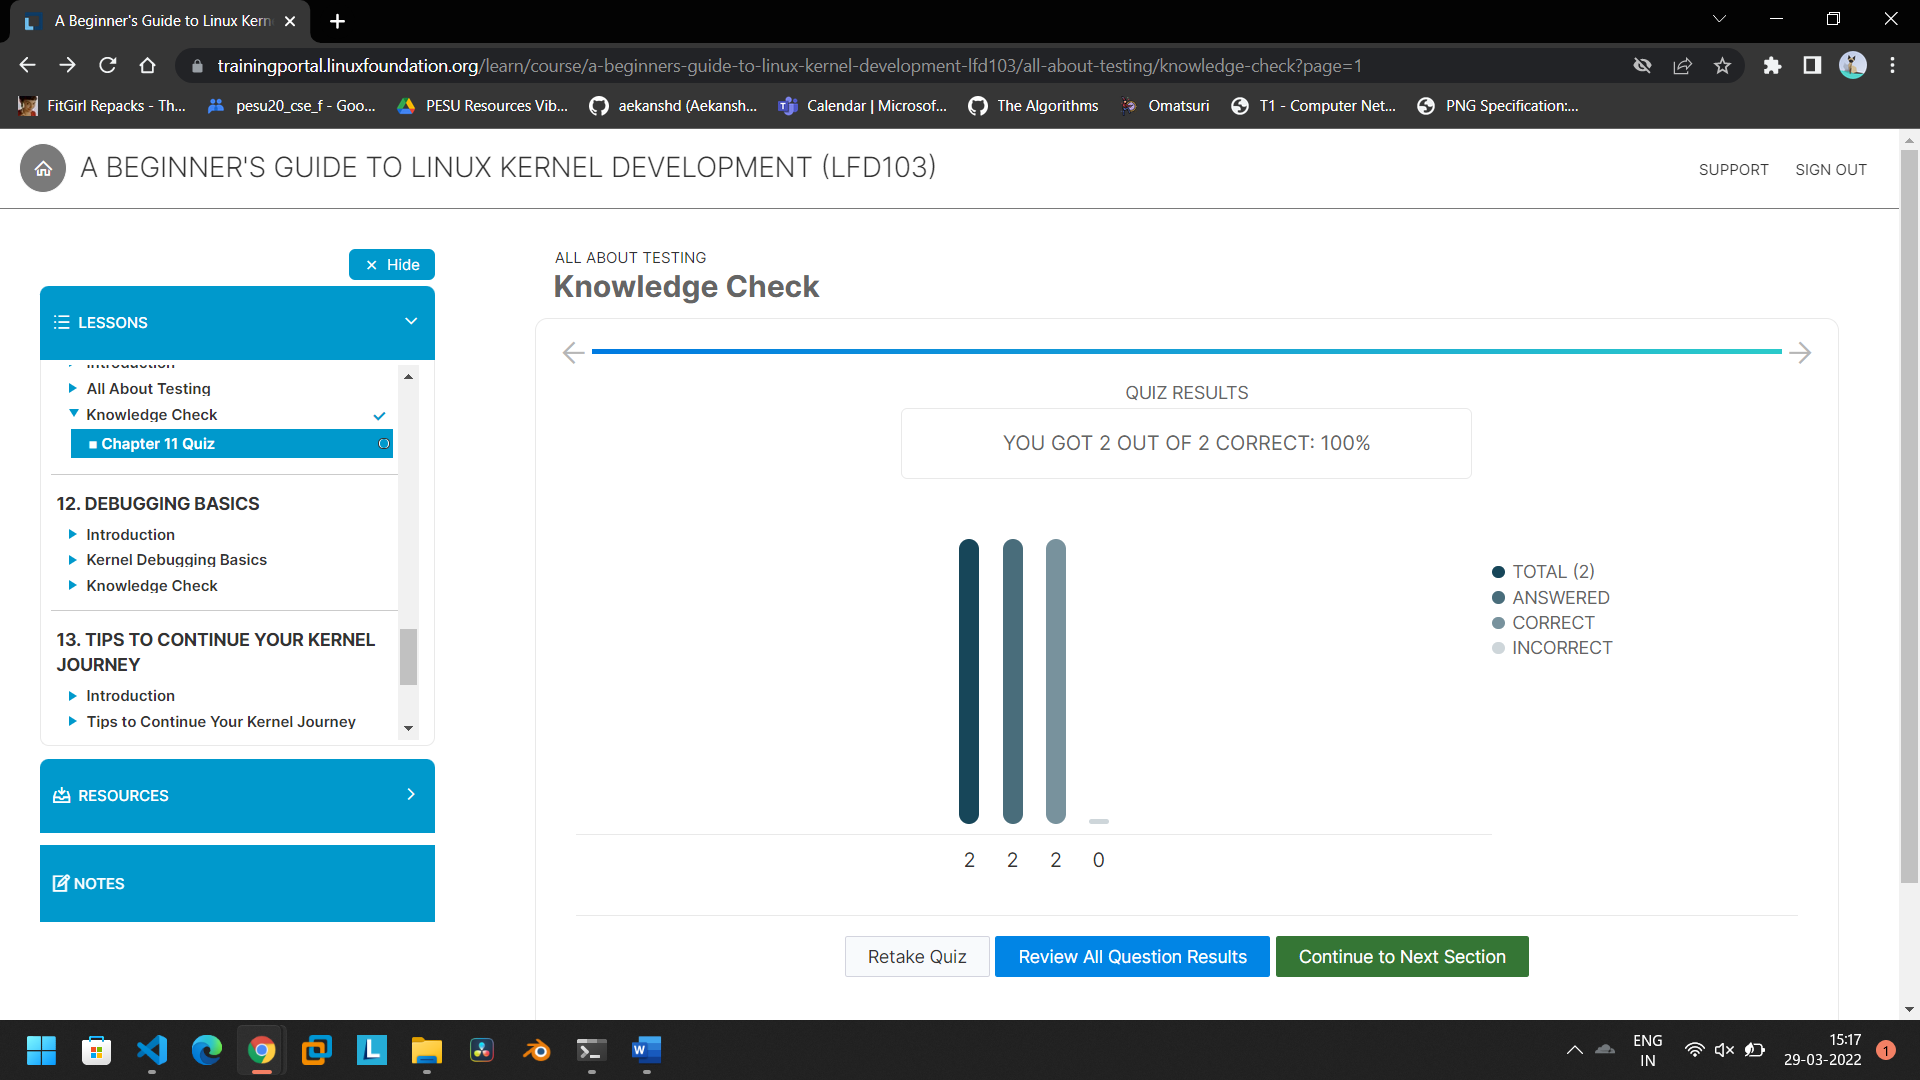 A Beginner's Guide to Linux Kern
trainingportal.linuxfoundation.org/learn/course/a-beginners-guide-to-linux-kernel-development-lfd103/all-about-testing/knowledge-check?page=1
FitGirl Repacks - Th...
pesu20_cse_f - Goo...
PESU Resources Vib...
aekanshd (Aekansh...
Calendar | Microsof...
The Algorithms
Omatsuri
T1 - Computer Net...
PNG Specification:...
A BEGINNER'S GUIDE TO LINUX KERNEL DEVELOPMENT (LFD103)
SUPPORT
SIGN OUT
× Hide
LESSONS
Introduction
All About Testing
Knowledge Check
Chapter 11 Quiz
12. DEBUGGING BASICS
Introduction
Kernel Debugging Basics
Knowledge Check
13. TIPS TO CONTINUE YOUR KERNEL
JOURNEY
Introduction
Tips to Continue Your Kernel Journey
RESOURCES
NOTES
ALL ABOUT TESTING
Knowledge Check
QUIZ RESULTS
YOU GOT 2 OUT OF 2 CORRECT: 100%
TOTAL (2)
ANSWERED
CORRECT
INCORRECT
2 2 2 0
Retake Quiz
Review All Question Results
Continue to Next Section
ENG
IN
15:17
29-03-2022
1